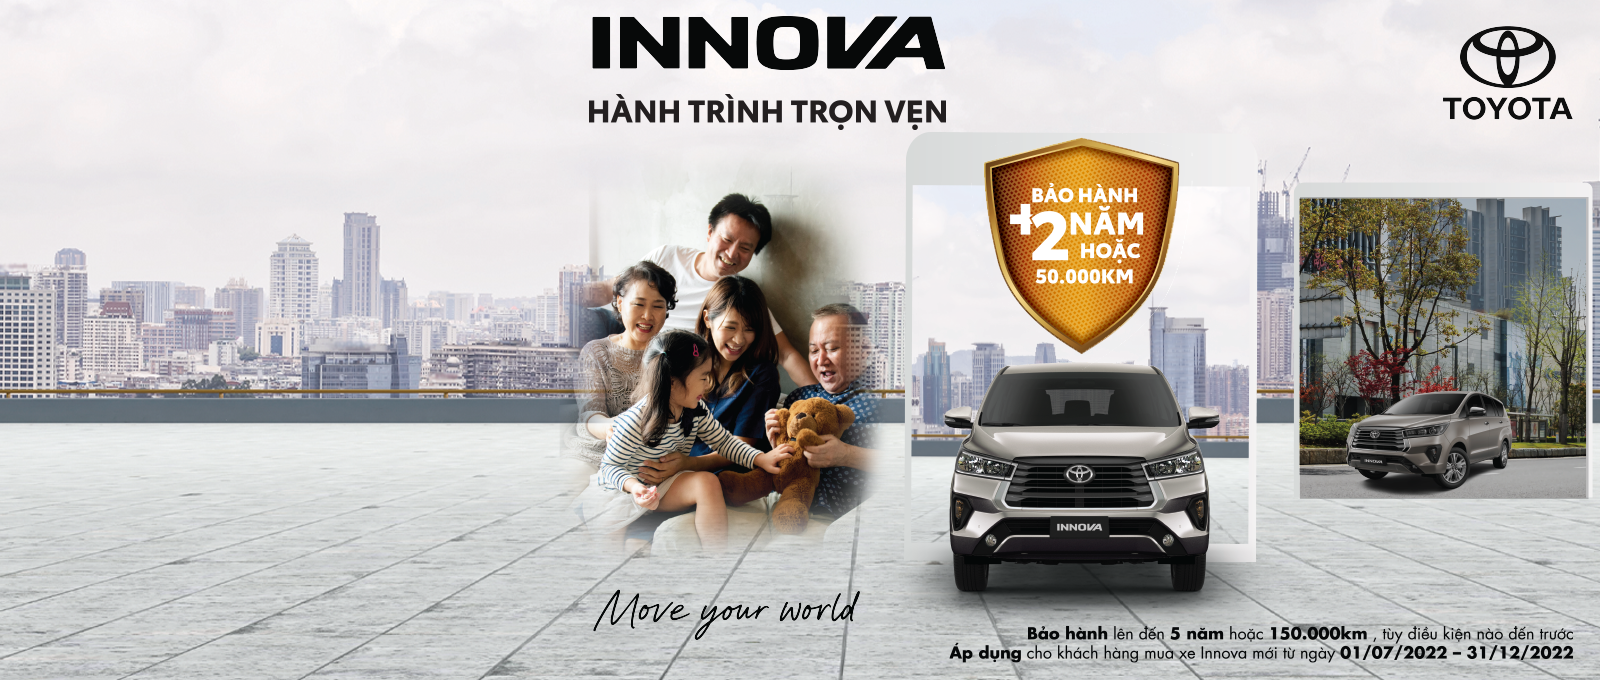 INNOVA
HÀNH TRÌNH TRỌN VẸN
TOYOTA
BẢO HÀNH
+2 NĂM
HOẶC
50.000KM
INNOVA
INNOVA
Move your world
Bảo hành lên đến 5 năm hoặc 150.000km , tùy điều kiện nào đến trước
Áp dụng cho khách hàng mua xe Innova mới từ ngày 01/07/2022 – 31/12/2022